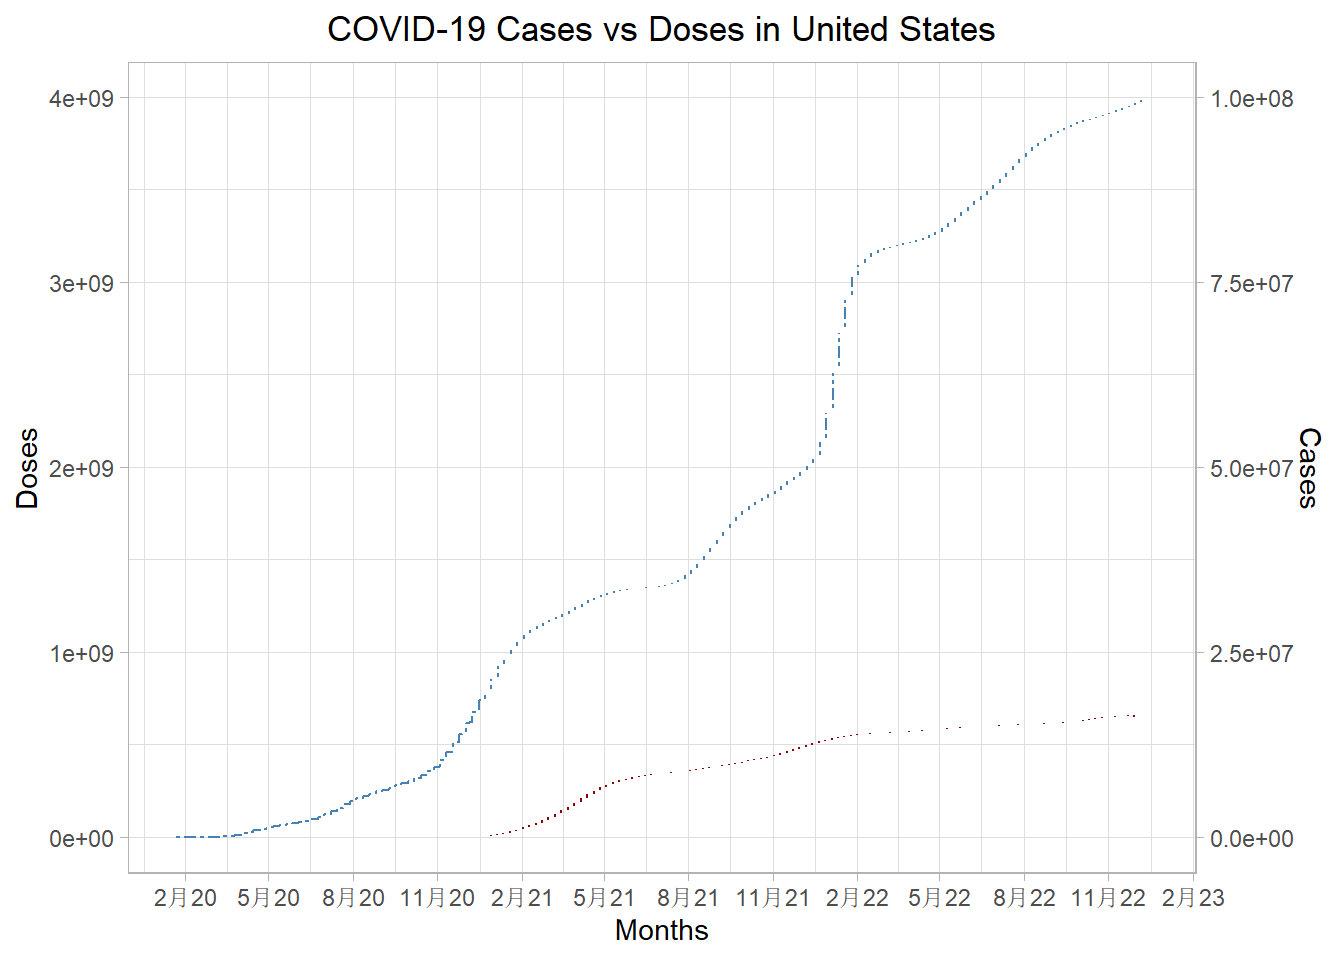 COVID-19 Cases vs Doses in United States
4e+09
3e+09
2e+09
1e+09
0e+00
Doses
1.0e+08
7.5e+07
5.0e+07
2.5e+07
0.0e+00
Cases
2月20 5月20 8月20 11月20 2月21 5月21 8月21 11月21 2月22 5月22 8月22 11月22 2月23
Months